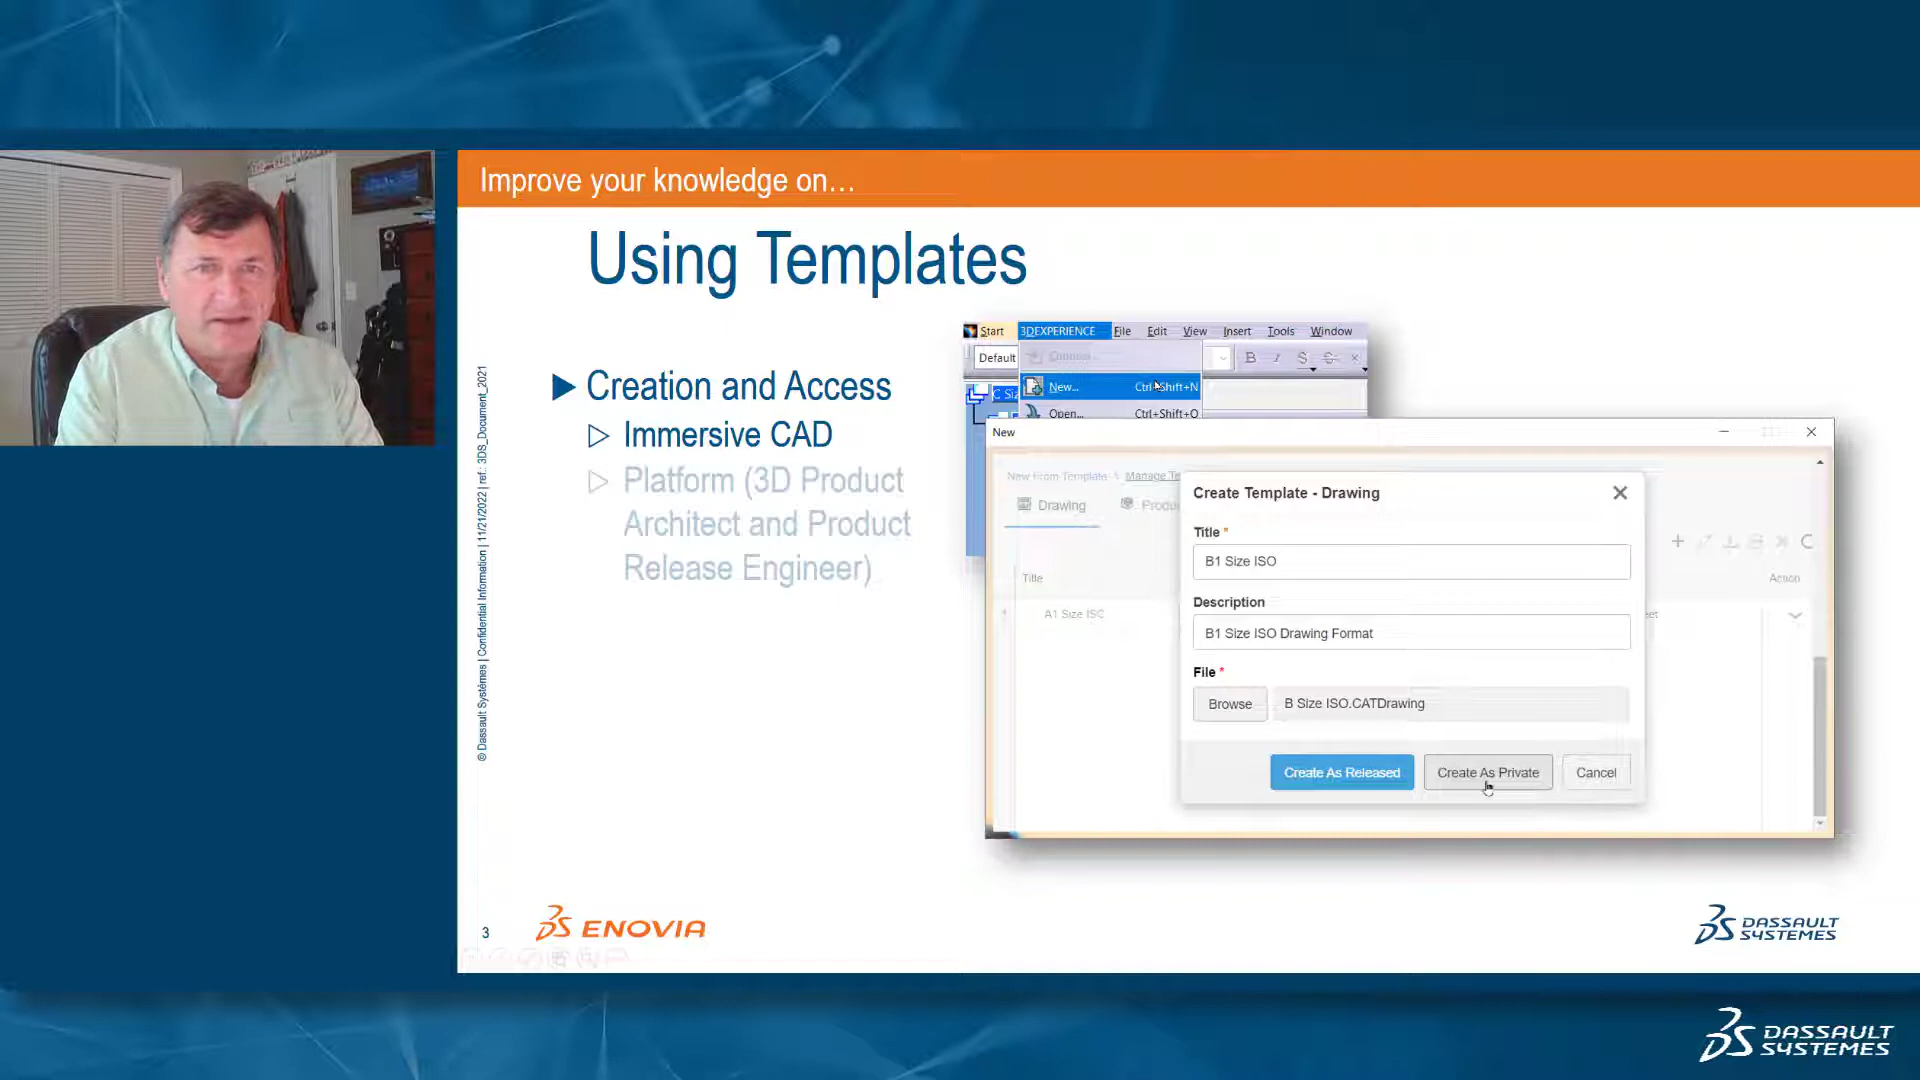 Improve your knowledge on...
Using Templates
Creation and Access
Immersive CAD
Platform (3D Product
Architect and Product
Release Engineer)
© Dassault Systèmes | Confidential Information | 11/21/2022 | ref.: 3DS_Document_2021
Start 3DEXPERIENCE File Edit View Insert Tools Window
Default
New... Ctrl+Shift+N
Open... Ctrl+Shift+O
New
New From Template
Drawing
Title
Action
A1 Size ISO
Create Template - Drawing
Title *
B1 Size ISO
Description
B1 Size ISO Drawing Format
File *
Browse
B Size ISO.CATDrawing
Create As Released
Create As Private
Cancel
3
ENOVIA
DASSAULT
SYSTEMES
DASSAULT
SYSTEMES